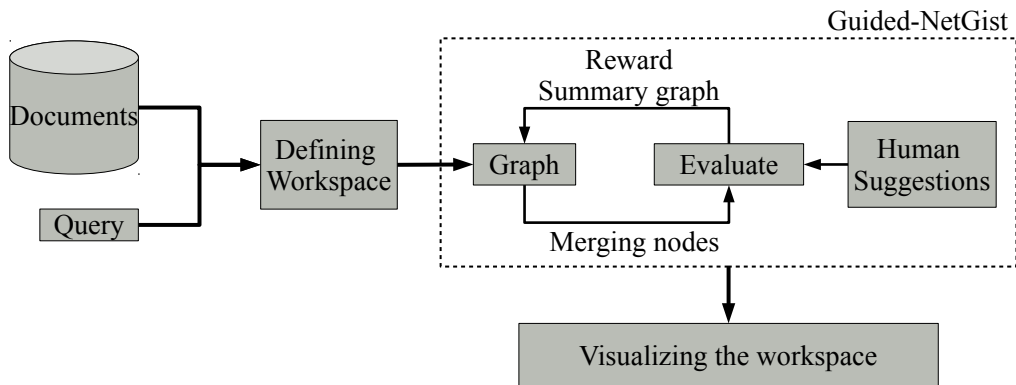 Guided-NetGist
Documents
Query
Defining
Workspace
Reward
Summary graph
Graph
Evaluate
Human
Suggestions
Merging nodes
Visualizing the workspace